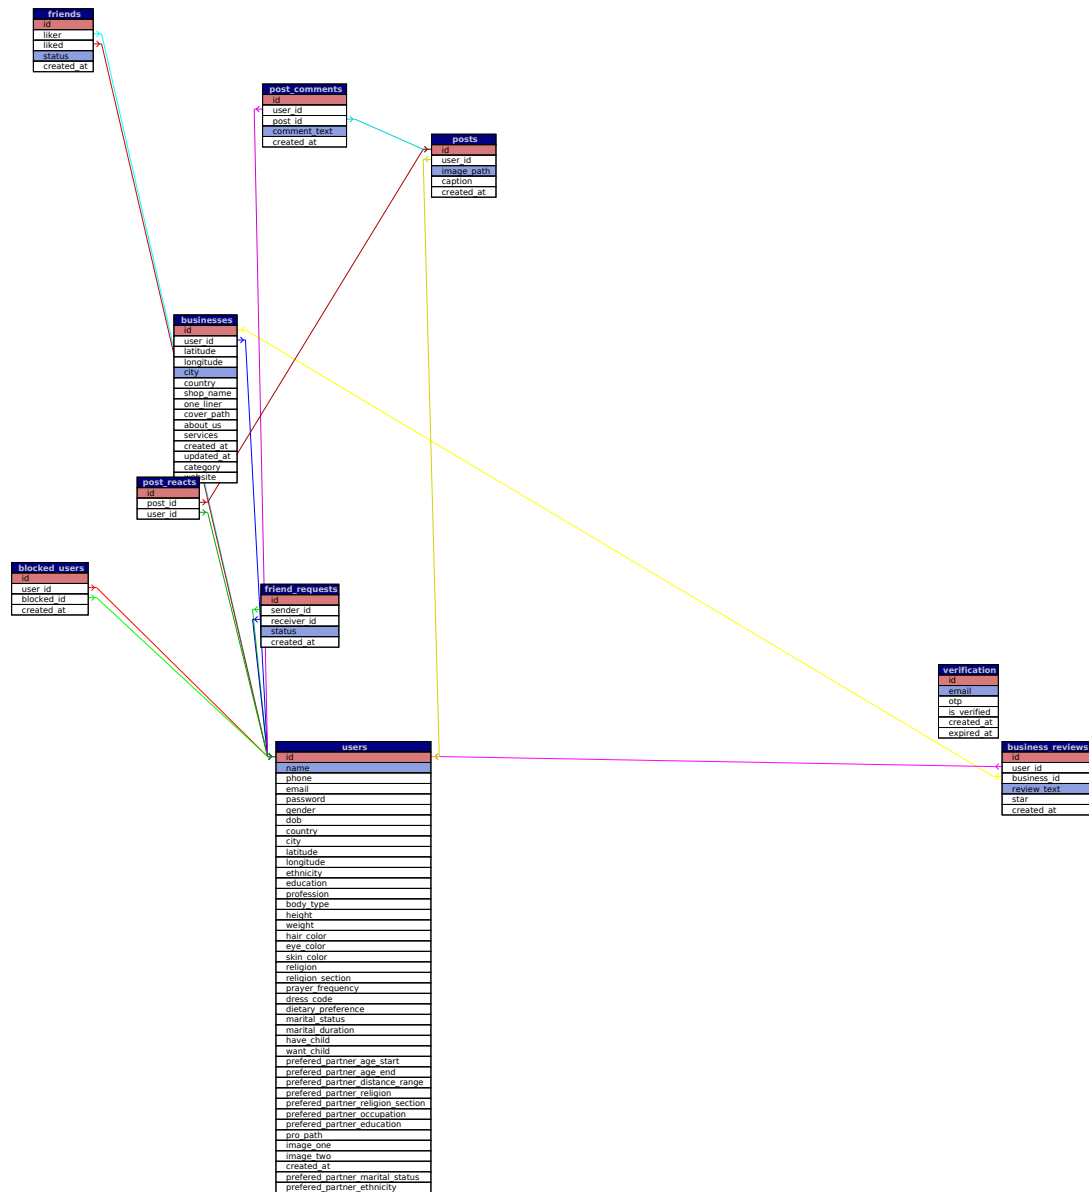 friends
id
liker
liked
status
created_at
post_comments
id
user_id
post_id
comment_text
created_at
posts
id
user_id
image_path
caption
created_at
businesses
id
user_id
latitude
longitude
city
country
shop_name
one_liner
cover_path
about_us
services
created_at
updated_at
category
post_reacts
id
post_id
user_id
blocked_users
id
user_id
blocked_id
created_at
friend_requests
id
sender_id
receiver_id
status
created_at
verification
id
email
otp
is_verified
created_at
expired_at
business_reviews
id
user_id
business_id
review_text
star
created_at
users
id
name
phone
email
password
gender
dob
country
city
latitude
longitude
ethnicity
education
profession
body_type
height
weight
hair_color
eye_color
skin_color
religion
religion_section
prayer_frequency
dress_code
dietary_preference
marital_status
marital_duration
have_child
want_child
prefered_partner_age_start
prefered_partner_age_end
prefered_partner_distance_range
prefered_partner_religion
prefered_partner_religion_section
prefered_partner_occupation
prefered_partner_education
pro_path
image_one
image_two
created_at
prefered_partner_marital_status
prefered_partner_ethnicity